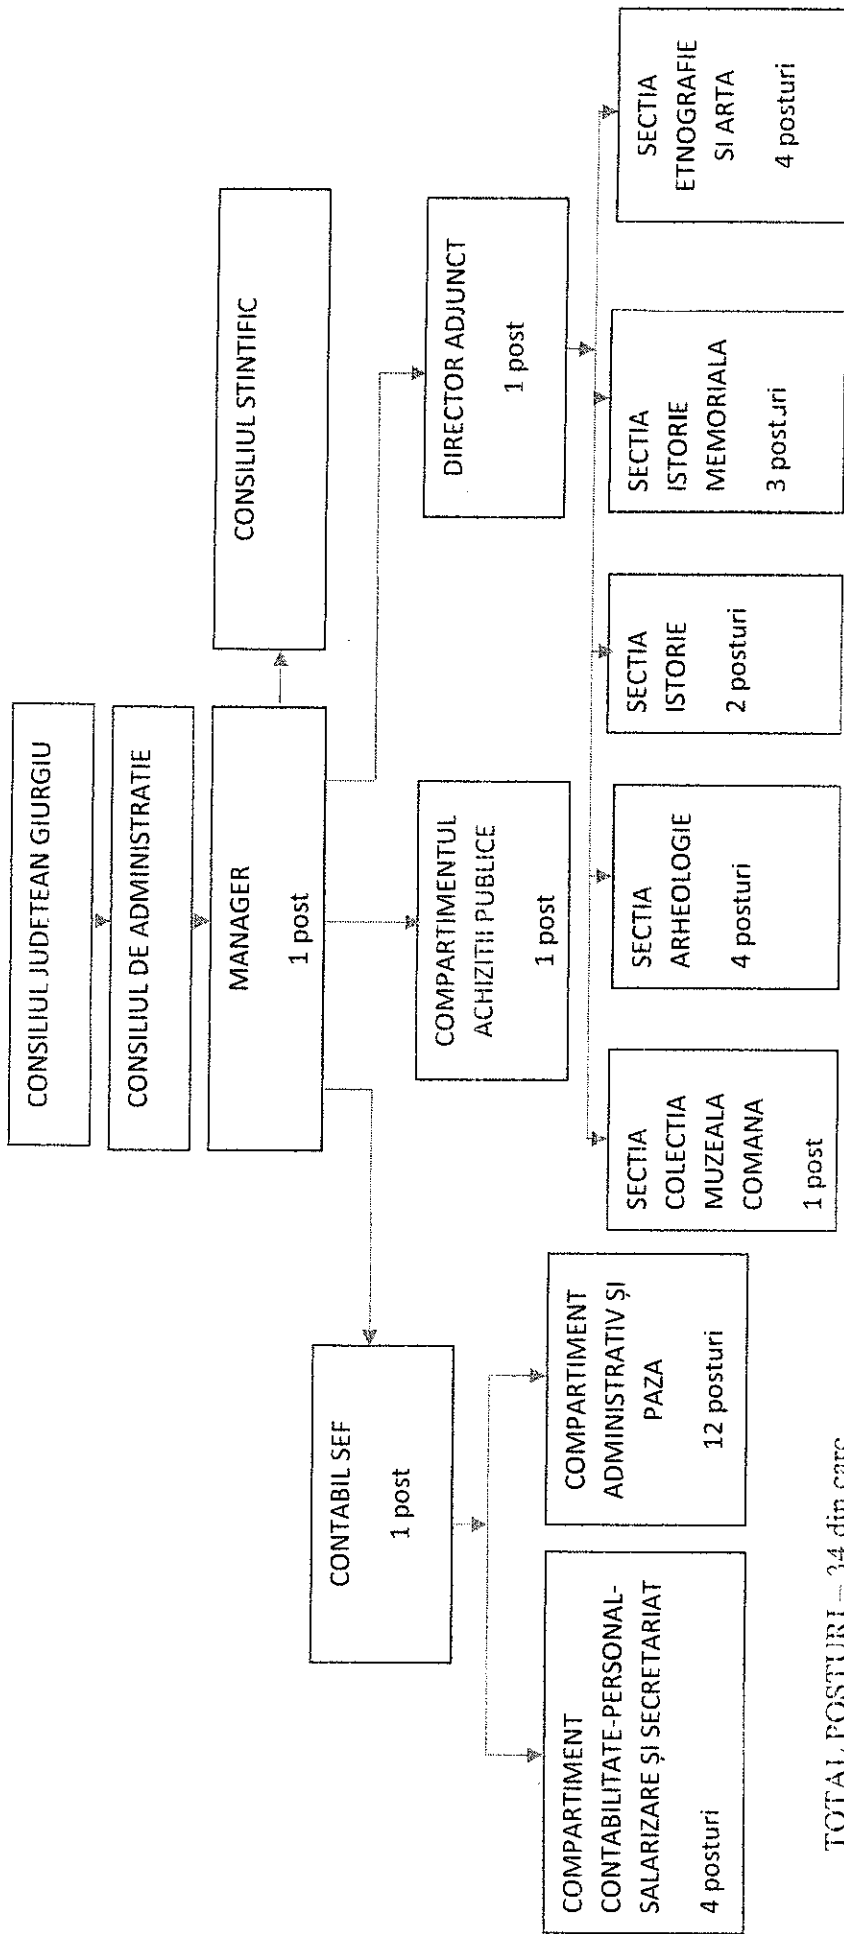 CONSILIUL JUDETEAN GIURGIU
CONSILIUL DE ADMINISTRATIE
MANAGER
1 post
CONSILIUL STINTIFIC
CONTABIL SEF
1 post
COMPARTIMENTUL
ACHIZITII PUBLICE
1 post
DIRECTOR ADJUNCT
1 post
COMPARTIMENT
CONTABILITATE-PERSONAL-
SALARIZARE ȘI SECRETARIAT
4 posturi
COMPARTIMENT
ADMINISTRATIV ȘI
PAZA
12 posturi
SECTIA
COLECTIA
MUZEALA
COMANA
1 post
SECTIA
ARHEOLOGIE
4 posturi
SECTIA
ISTORIE
2 posturi
SECTIA
ISTORIE
MEMORIALA
3 posturi
SECTIA
ETNOGRAFIE
SI ARTA
4 posturi
TOTAL POSTURI – 34 din care